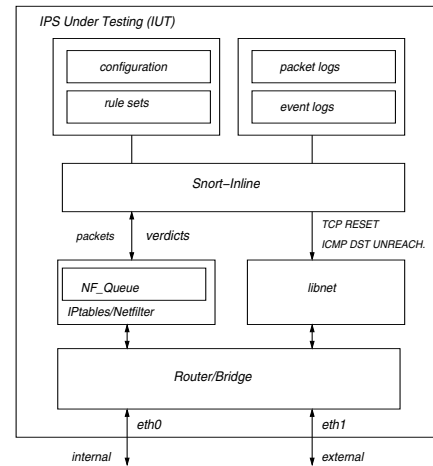 IPS Under Testing (IUT)
configuration
rule sets
packet logs
event logs
Snort−Inline
packets
verdicts
TCP RESET
ICMP DST UNREACH.
NF_Queue
IPtables/Netfilter
libnet
Router/Bridge
eth0
eth1
internal
external